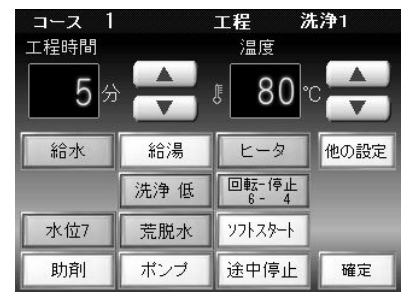 コース 1 工程 洗浄1
工程時間 温度
5 分 80 ℃
給水 給湯 ヒータ 他の設定
洗浄 低 回転-停止
6- 4
水位7 荒脱水 ソフトスタート
助剤 ポンプ 途中停止 確定